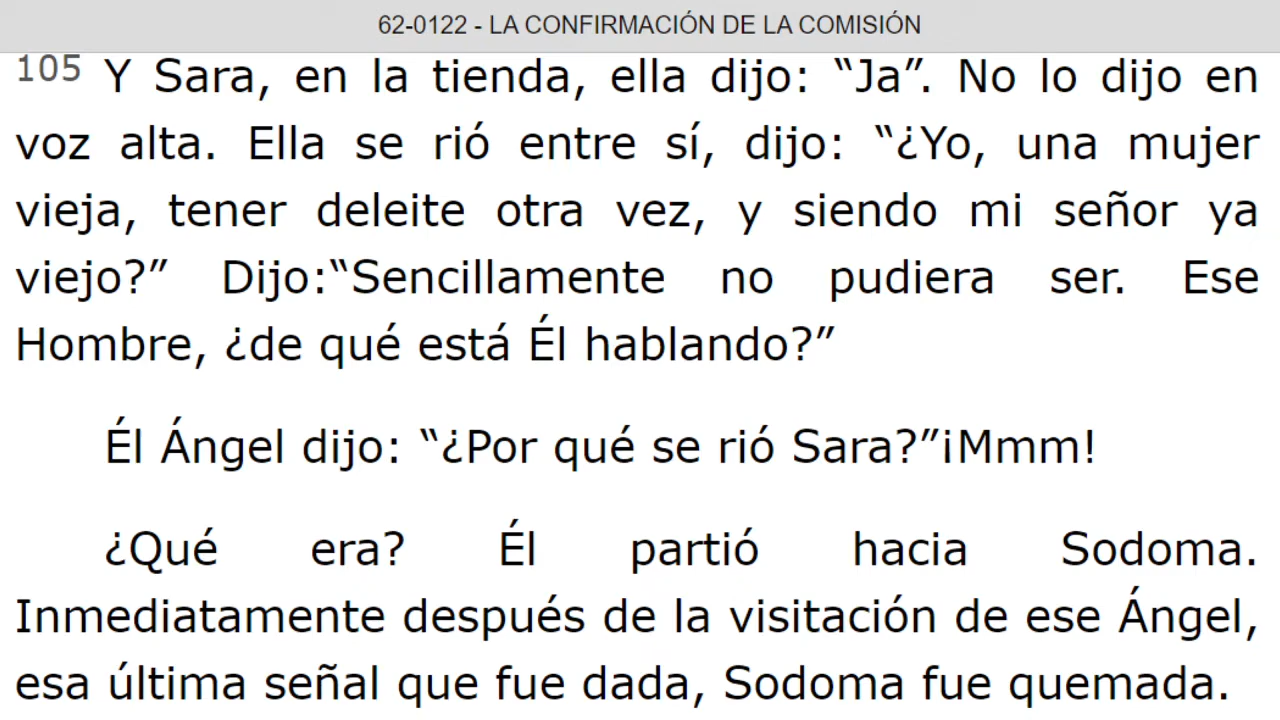 62-0122 - LA CONFIRMACIÓN DE LA COMISIÓN
105 Y Sara, en la tienda, ella dijo: “Ja”. No lo dijo en
voz alta. Ella se rió entre sí, dijo: “¿Yo, una mujer
vieja, tener deleite otra vez, y siendo mi señor ya
viejo?” Dijo:“Sencillamente no pudiera ser. Ese
Hombre, ¿de qué está Él hablando?”
Él Ángel dijo: “¿Por qué se rió Sara?”¡Mmm!
¿Qué era? Él partió hacia Sodoma.
Inmediatamente después de la visitación de ese Ángel,
esa última señal que fue dada, Sodoma fue quemada.